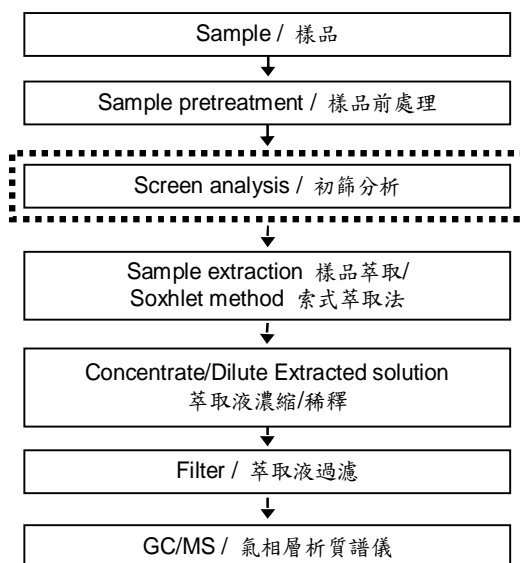 Sample / 樣品
Sample pretreatment / 樣品前處理
Screen analysis / 初篩分析
Sample extraction 樣品萃取/
Soxhlet method 索式萃取法
Concentrate/Dilute Extracted solution
萃取液濃縮/稀釋
Filter / 萃取液過濾
GC/MS / 氣相層析質譜儀